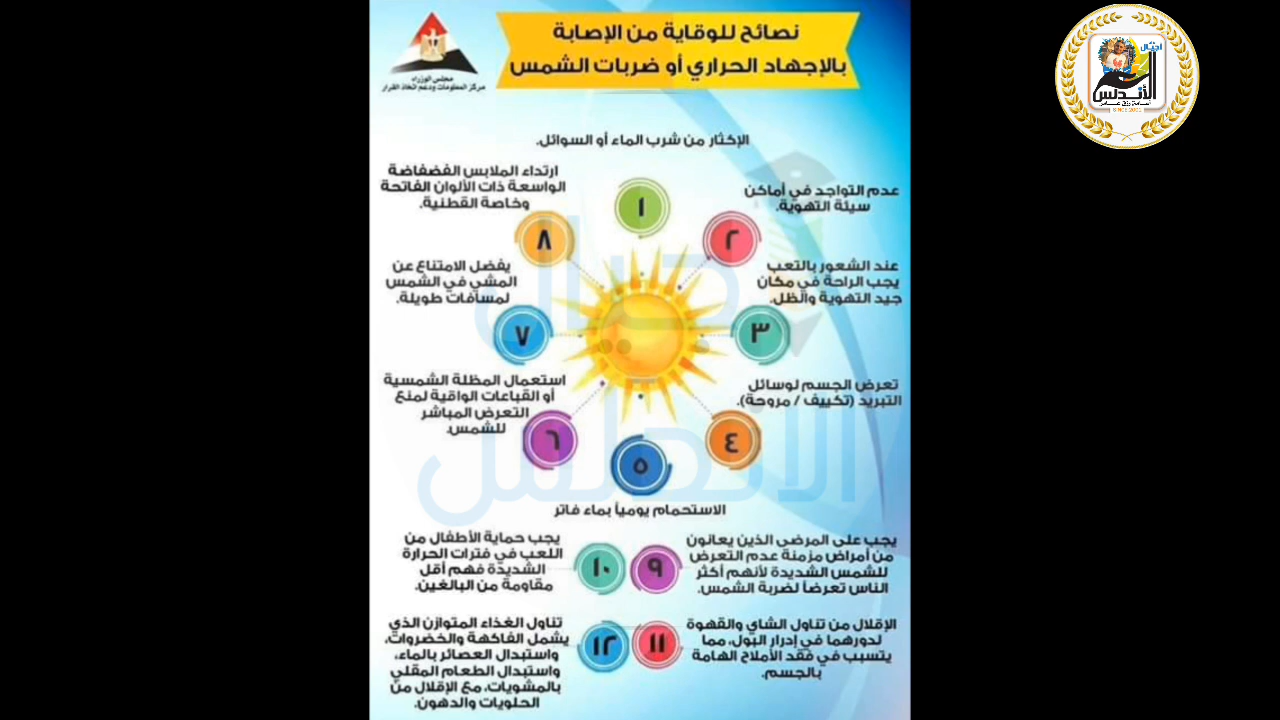 نصائح للوقاية من الإصابة
بالإجهاد الحراري أو ضربات الشمس
مجلس الوزراء
مركز المعلومات ودعم اتخاذ القرار
أجيال
الأندلس
SINCE 2001
الإكثار من شرب الماء أو السوائل.
١
عدم التواجد في أماكن
سيئة التهوية.
٢
عند الشعور بالتعب
يجب الراحة في مكان
جيد التهوية والظل.
٣
تعرض الجسم لوسائل
التبريد (تكييف / مروحة).
٤
٥
الاستحمام يومياً بماء فاتر
استعمال المظلة الشمسية
أو القباعات الواقية لمنع
التعرض المباشر
للشمس.
٦
يفضل الامتناع عن
المشي في الشمس
لمسافات طويلة.
٧
ارتداء الملابس الفضفاضة
الواسعة ذات الألوان الفاتحة
وخاصة القطنية.
٨
يجب على المرضى الذين يعانون
من أمراض مزمنة عدم التعرض
للشمس الشديدة لأنهم أكثر
الناس تعرضاً لضربة الشمس.
٩
يجب حماية الأطفال من
اللعب في فترات الحرارة
الشديدة فهم أقل
مقاومة من البالغين.
١٠
الإقلال من تناول الشاي والقهوة
لدورهما في إدرار البول، مما
يتسبب في فقد الأملاح الهامة
بالجسم.
١١
تناول الغذاء المتوازن الذي
يشمل الفاكهة والخضروات،
واستبدال العصائر بالماء،
واستبدال الطعام المقلي
بالمشويات، مع الإقلال من
الحلويات والدهون.
١٢
أجيال
الأندلس